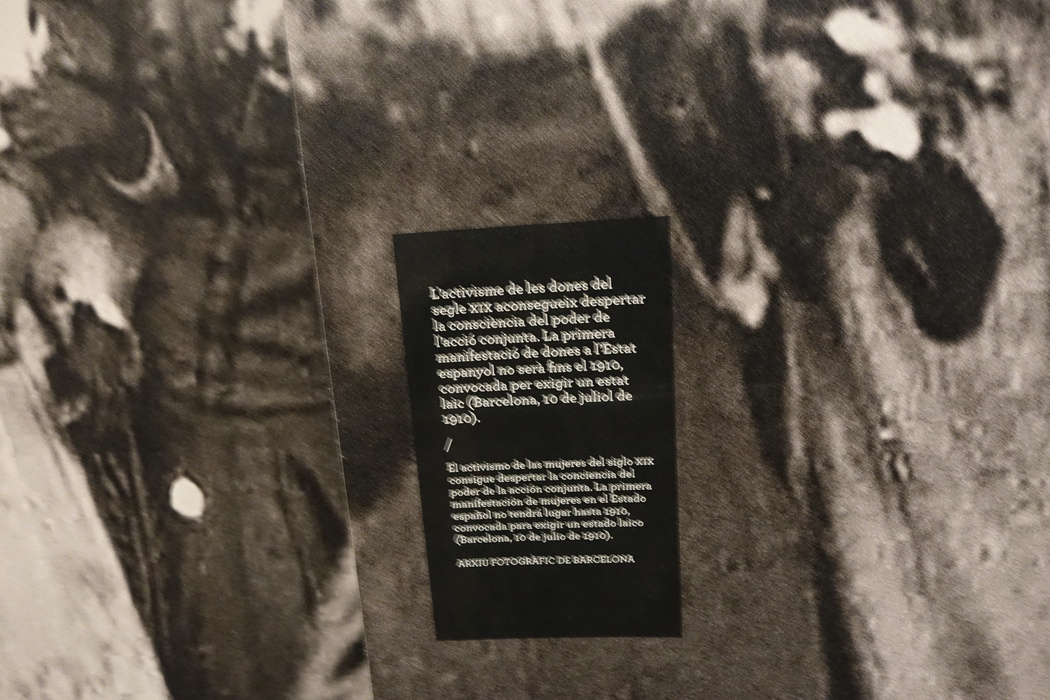 L'activisme de les dones del
segle XIX aconsegueix despertar
la consciència del poder de
l'acció conjunta. La primera
manifestació de dones a l'Estat
espanyol no serà fins el 1910,
convocada per exigir un estat
laic (Barcelona, 10 de juliol de
1910).
//
El activismo de las mujeres del siglo XIX
consigue despertar la conciencia del
poder de la acción conjunta. La primera
manifestación de mujeres en el Estado
español no tendrá lugar hasta 1910,
convocada para exigir un estado laico
(Barcelona, 10 de julio de 1910).
ARXIU FOTOGRÀFIC DE BARCELONA